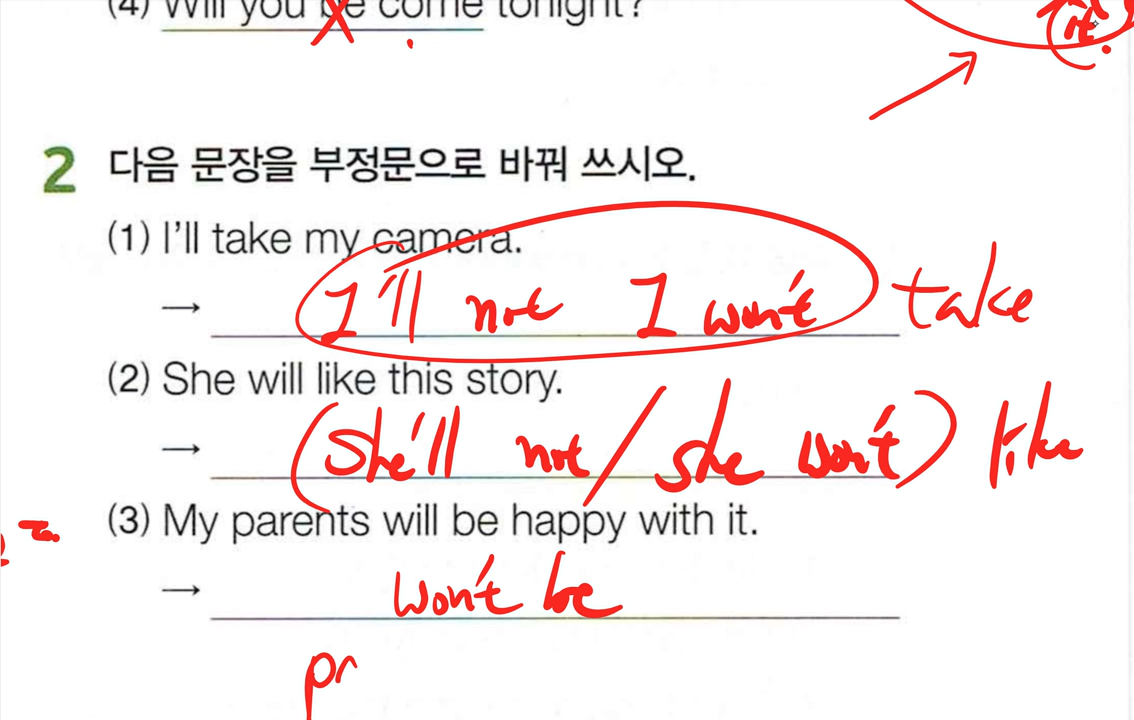 (4) Will you be come tonight?
it.
2 다음 문장을 부정문으로 바꿔 쓰시오.
(1) I'll take my camera.
→ I'll not I won't take
(2) She will like this story.
→ (she'll not / she won't) like
(3) My parents will be happy with it.
→ won't be
pr